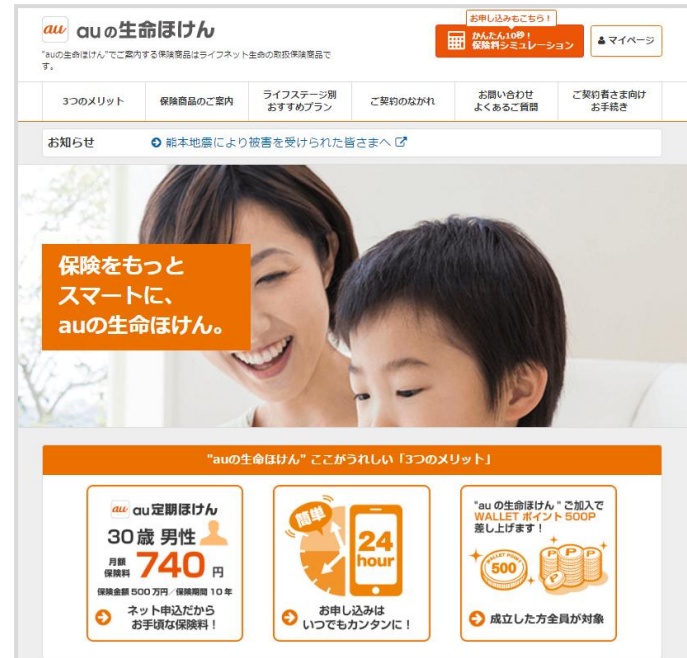 au auの生命ほけん
"auの生命ほけん"でご案内する保険商品はライフネット生命の取扱保険商品で
す。
お申し込みもこちら！
かんたん10秒！
保険料シミュレーション
マイページ
3つのメリット
保険商品のご案内
ライフステージ別
おすすめプラン
ご契約のながれ
お問い合わせ
よくあるご質問
ご契約者さま向け
お手続き
お知らせ
熊本地震により被害を受けられた皆さまへ
保険をもっと
スマートに、
auの生命ほけん。
"auの生命ほけん" ここがうれしい「3つのメリット」
au au定期ほけん
30歳 男性
月額
保険料 740 円
保険金額 500 万円／保険期間 10 年
ネット申込だから
お手頃な保険料！
簡単
24
hour
お申し込みは
いつでもカンタンに！
"au の生命ほけん" ご加入で
WALLET ポイント 500P
差し上げます！
WALLET POINT
500
P P P
成立した方全員が対象